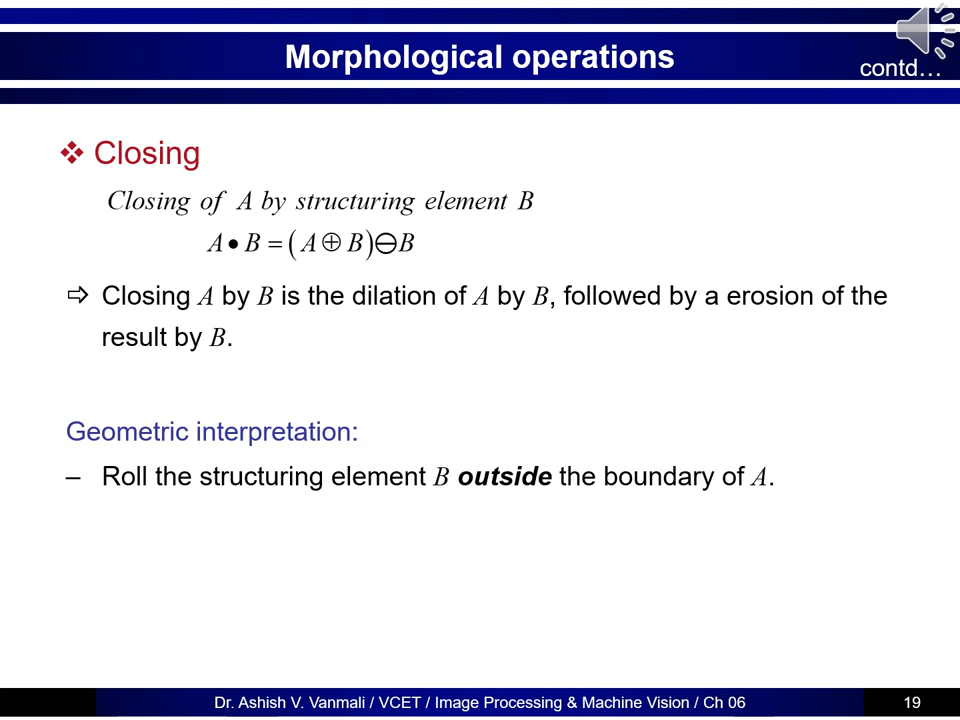 Morphological operations
contd…
❖ Closing
Closing of A by structuring element B
A • B = ( A ⊕ B ) ⊖ B
⇨ Closing A by B is the dilation of A by B, followed by a erosion of the
result by B.
Geometric interpretation:
– Roll the structuring element B outside the boundary of A.
Dr. Ashish V. Vanmali / VCET / Image Processing & Machine Vision / Ch 06
19